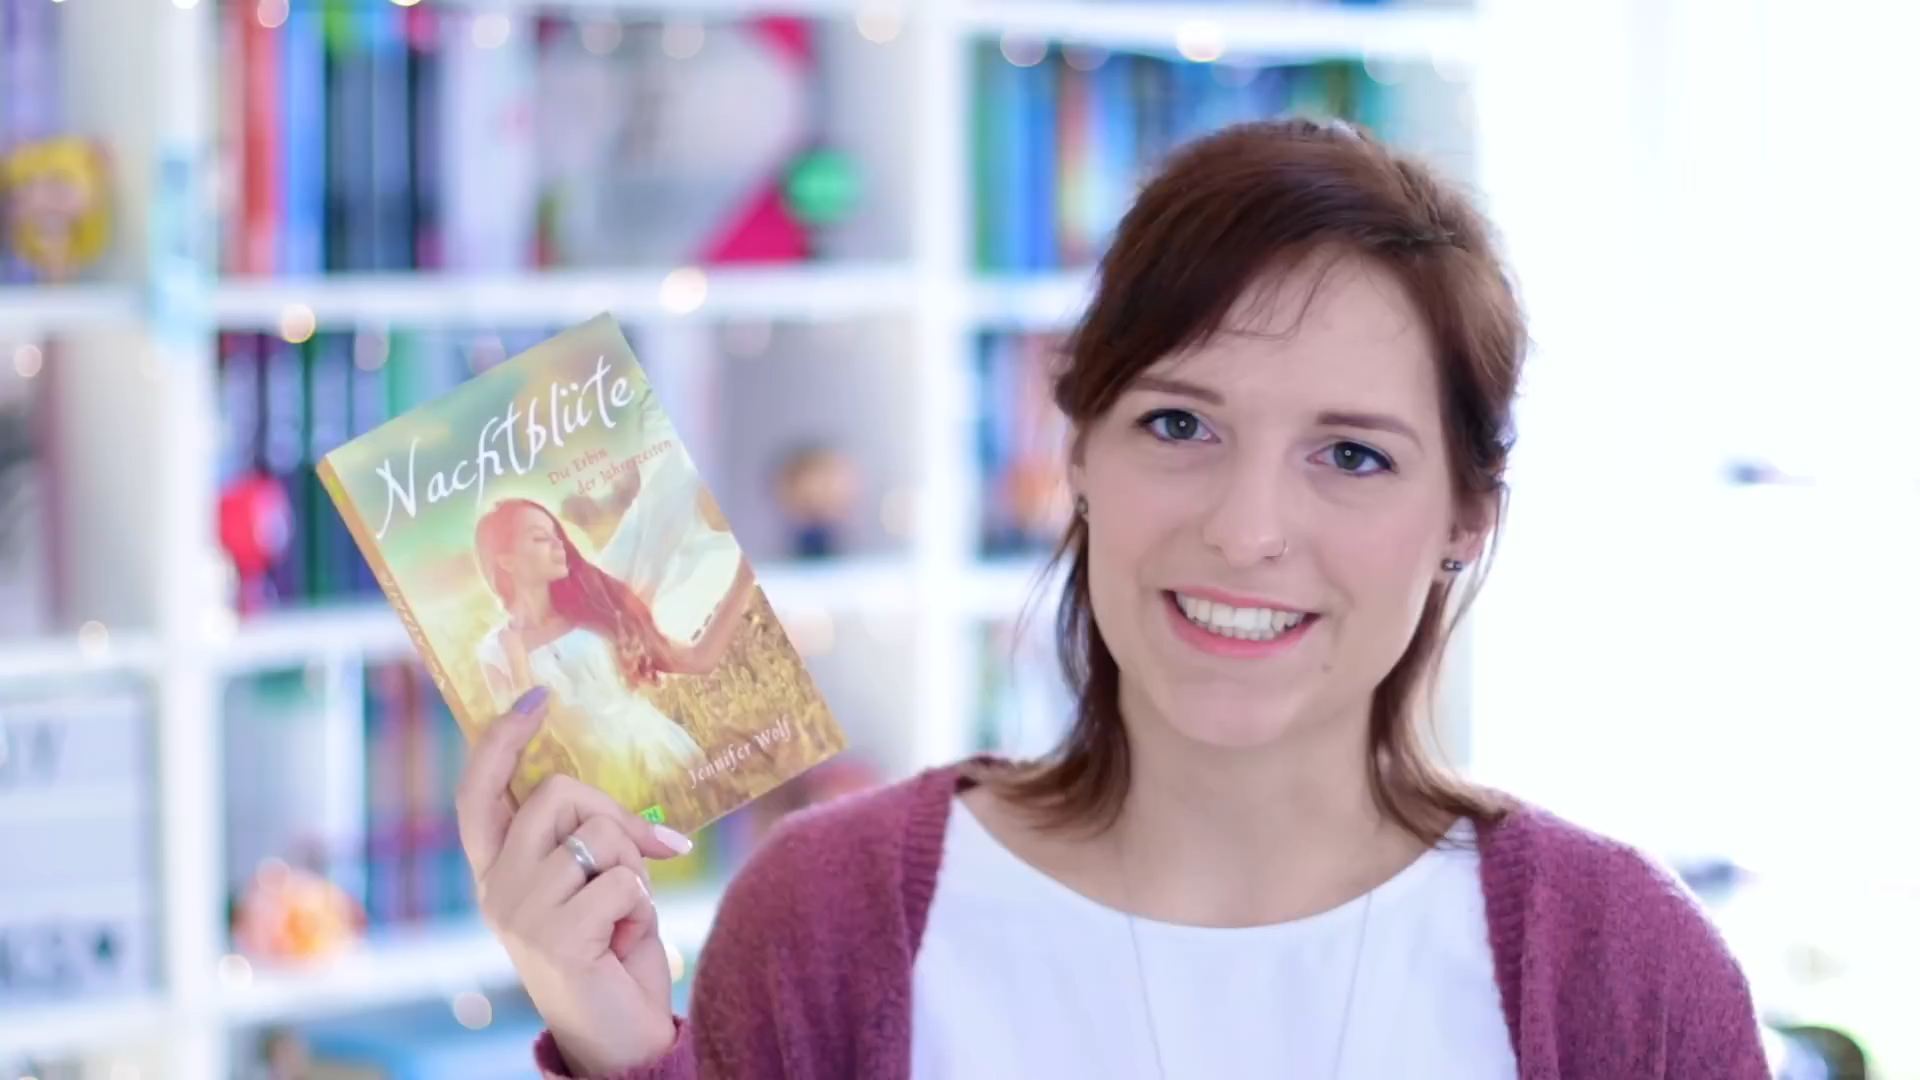 Nachtblüte
Die Erbin
der Jahreszeiten
Jennifer Wolf